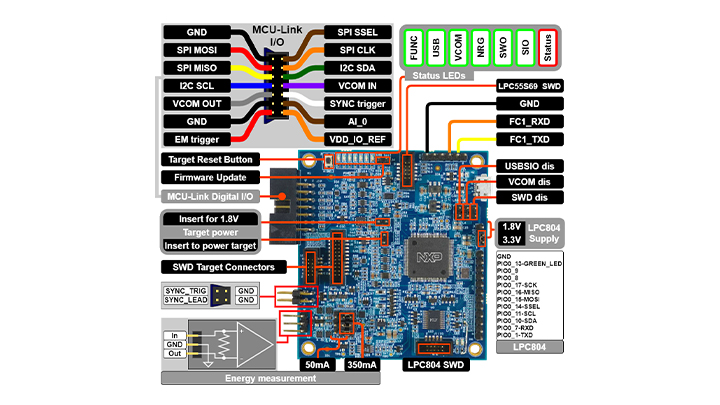 MCU-Link
I/O
GND
SPI MOSI
SPI MISO
I2C SCL
VCOM OUT
GND
EM trigger
SPI SSEL
SPI CLK
I2C SDA
VCOM IN
SYNC trigger
AI_0
VDD_IO_REF
FUNC
USB
VCOM
NRG
SWO
SIO
Status
Status LEDs
LPC55S69 SWD
GND
FC1_RXD
FC1_TXD
USBSIO dis
VCOM dis
SWD dis
Target Reset Button
Firmware Update
MCU-Link Digital I/O
Insert for 1.8V
Target power
Insert to power target
SWD Target Connectors
1.8V
3.3V
LPC804
Supply
NXP
GND
PIO0_13-GREEN_LED
PIO0_9
PIO0_8
PIO0_17-SCK
PIO0_16-MISO
PIO0_15-MOSI
PIO0_14-SSEL
PIO0_11-SCL
PIO0_10-SDA
PIO0_7-RXD
PIO0_1-TXD
LPC804
SYNC_TRIG
GND
SYNC_LEAD
GND
In
GND
Out
Energy measurement
50mA
350mA
LPC804 SWD